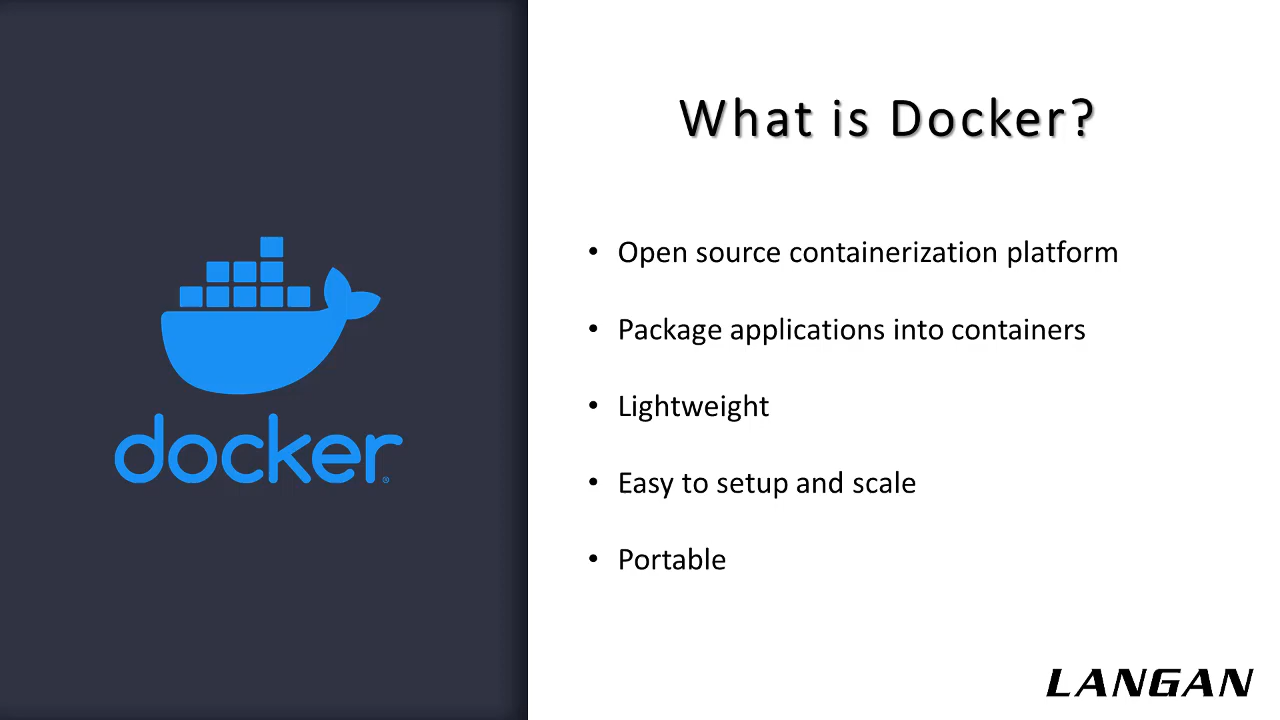 docker®
What is Docker?
• Open source containerization platform
• Package applications into containers
• Lightweight
• Easy to setup and scale
• Portable
LANGAN